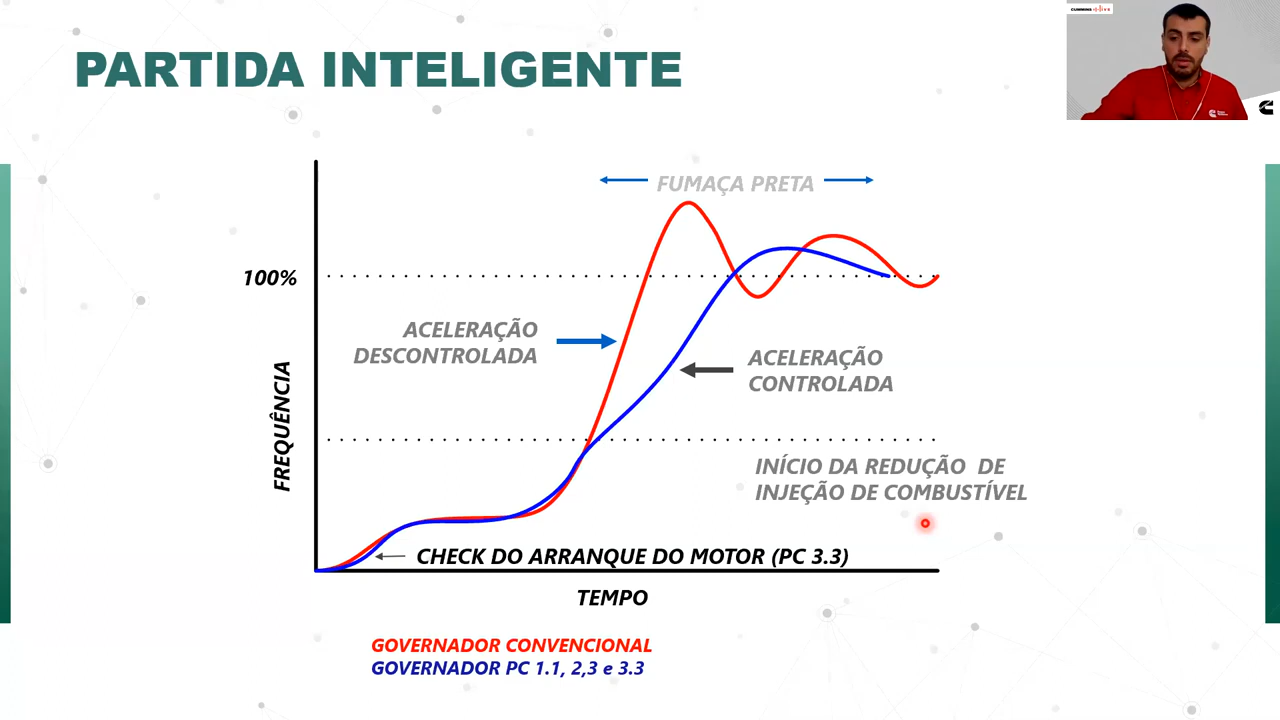 PARTIDA INTELIGENTE
CUMMINS
FUMAÇA PRETA
100%
ACELERAÇÃO
DESCONTROLADA
ACELERAÇÃO
CONTROLADA
FREQUÊNCIA
INÍCIO DA REDUÇÃO DE
INJEÇÃO DE COMBUSTÍVEL
CHECK DO ARRANQUE DO MOTOR (PC 3.3)
TEMPO
GOVERNADOR CONVENCIONAL
GOVERNADOR PC 1.1, 2,3 e 3.3